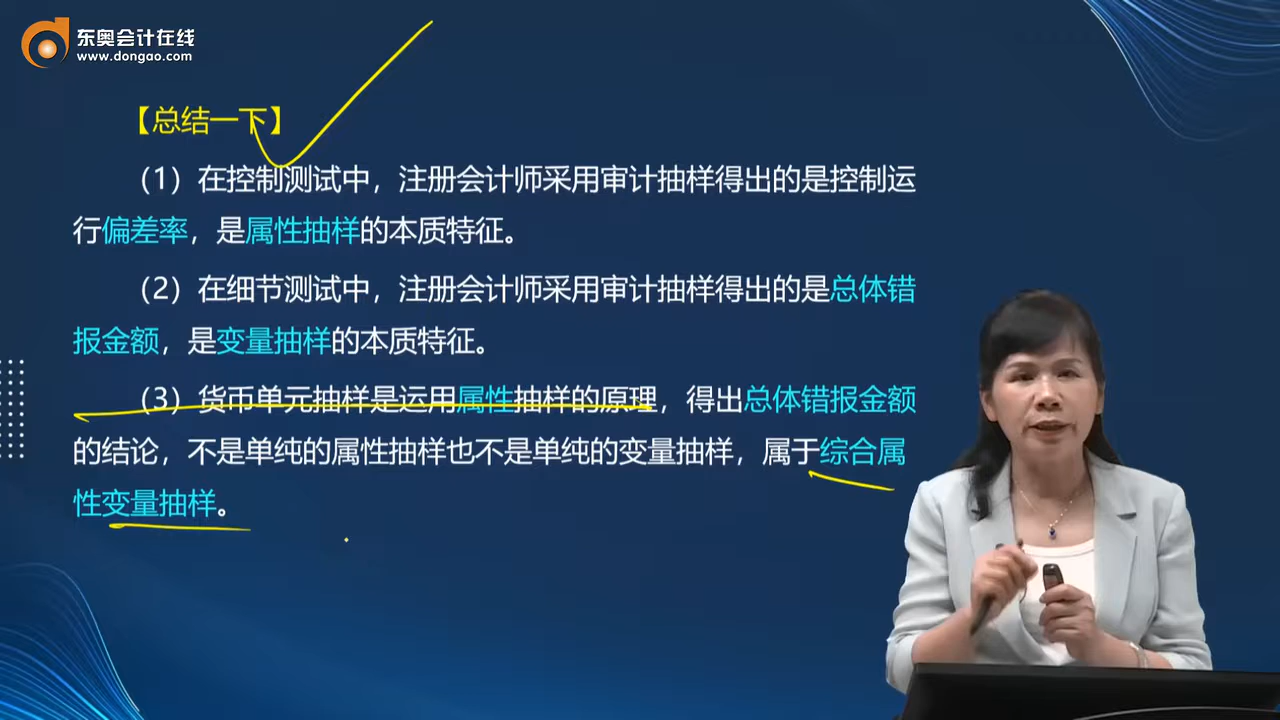 东奥会计在线
www.dongao.com
【总结一下】
（1）在控制测试中，注册会计师采用审计抽样得出的是控制运
行偏差率，是属性抽样的本质特征。
（2）在细节测试中，注册会计师采用审计抽样得出的是总体错
报金额，是变量抽样的本质特征。
（3）货币单元抽样是运用属性抽样的原理，得出总体错报金额
的结论，不是单纯的属性抽样也不是单纯的变量抽样，属于综合属
性变量抽样。